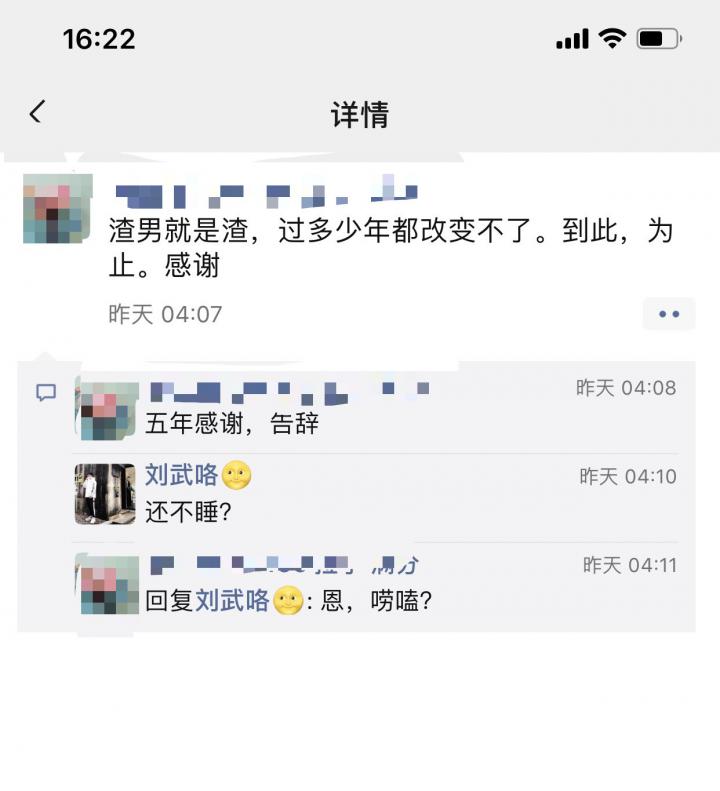 16:22
详情
渣男就是渣，过多少年都改变不了。到此，为
止。感谢
昨天 04:07
昨天 04:08
五年感谢，告辞
刘武咯🌝
昨天 04:10
还不睡？
昨天 04:11
回复刘武咯🌝: 恩，唠嗑？